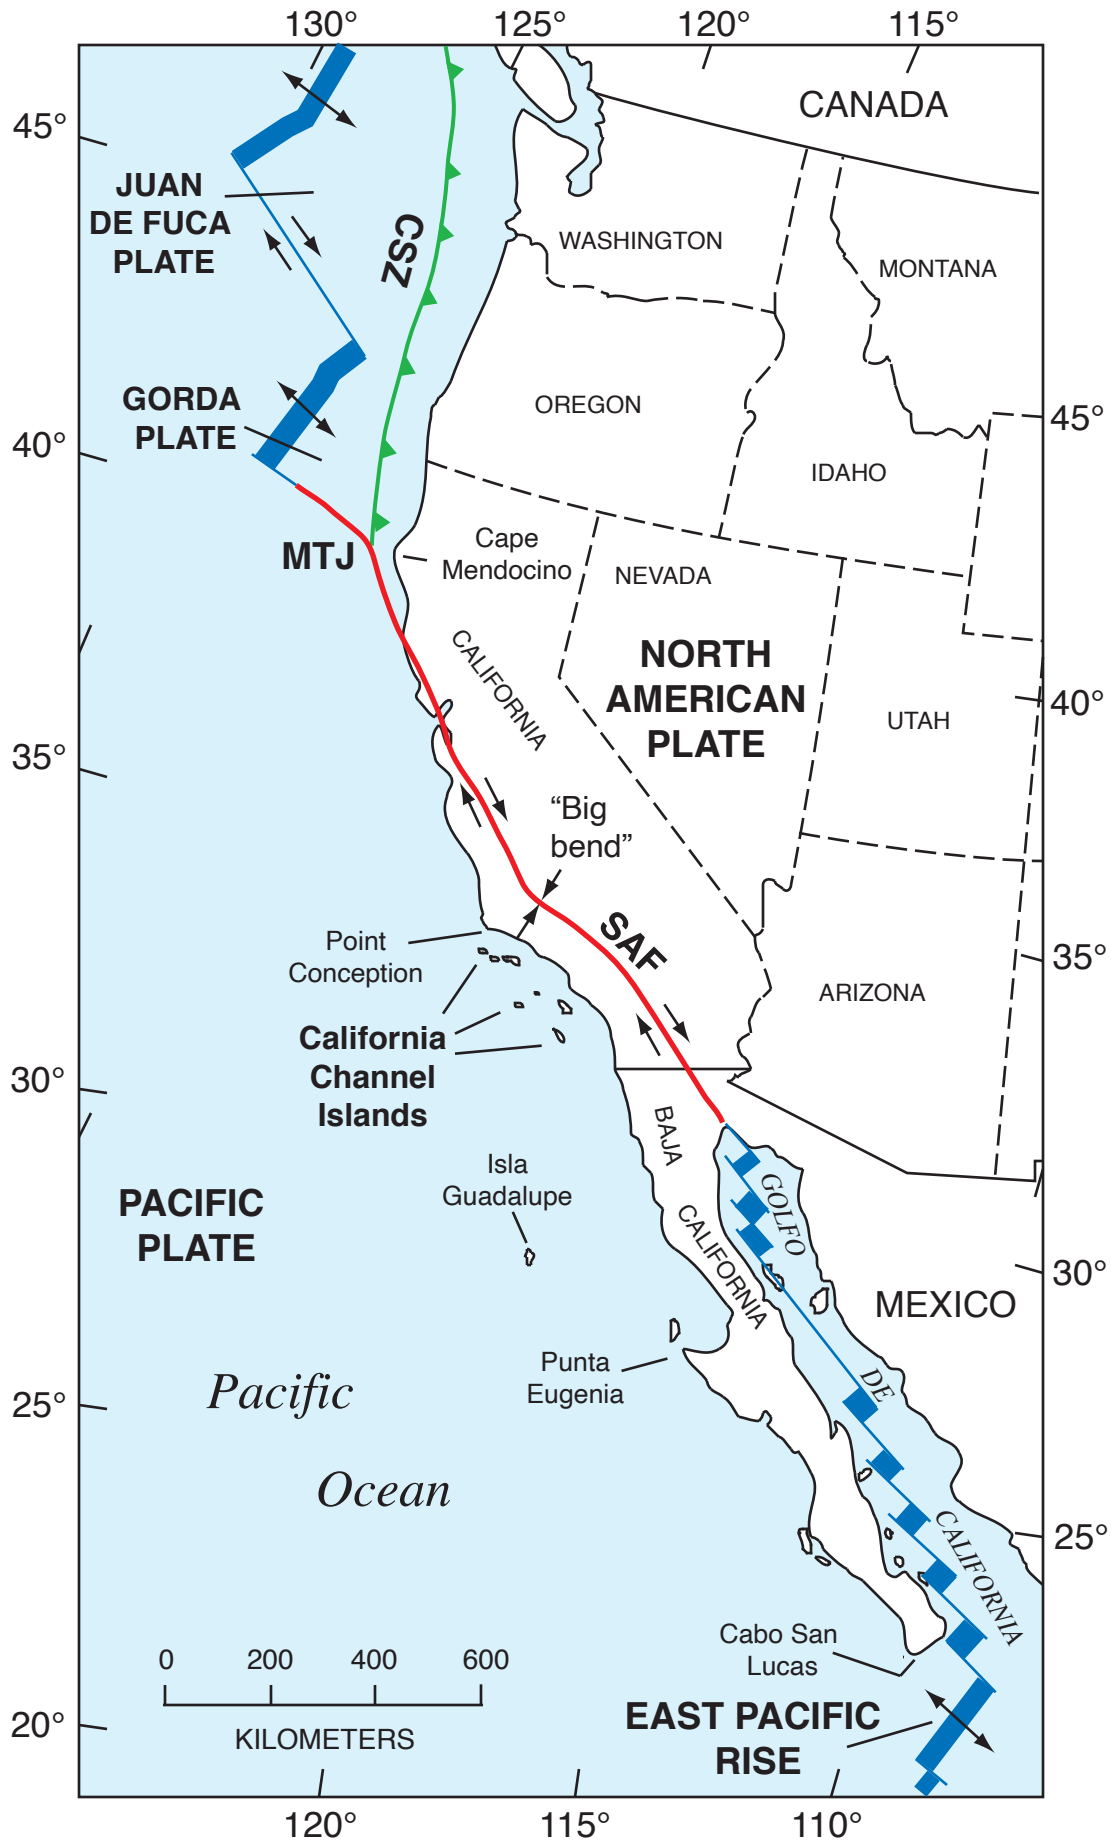 130°
125°
120°
115°
CANADA
45°
JUAN
DE FUCA
PLATE
CSZ
WASHINGTON
MONTANA
GORDA
PLATE
OREGON
45°
40°
IDAHO
MTJ
Cape
Mendocino
NEVADA
CALIFORNIA
NORTH
AMERICAN
PLATE
40°
UTAH
35°
“Big
bend”
SAF
Point
Conception
35°
ARIZONA
California
Channel
Islands
30°
BAJA
CALIFORNIA
Isla
Guadalupe
GOLFO
DE
CALIFORNIA
PACIFIC
PLATE
30°
MEXICO
Punta
Eugenia
Pacific
Ocean
25°
25°
Cabo San
Lucas
0 200 400 600
KILOMETERS
EAST PACIFIC
RISE
20°
120°
115°
110°